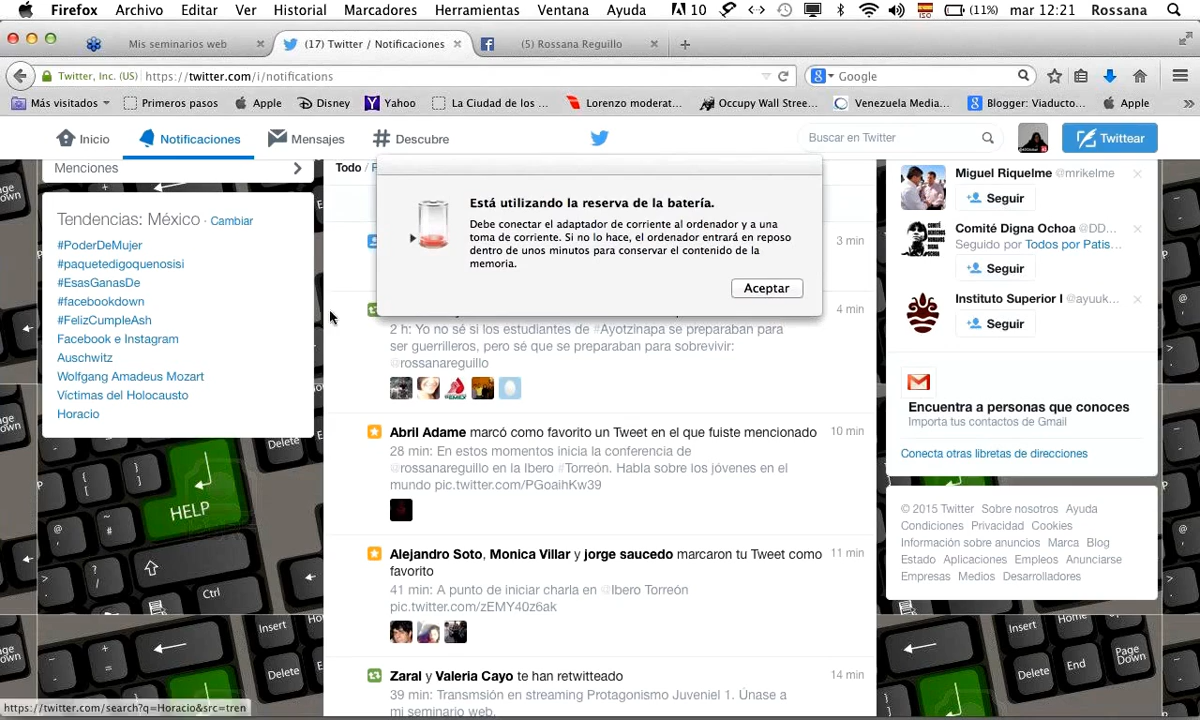 Firefox Archivo Editar Ver Historial Marcadores Herramientas Ventana Ayuda 10 ISO (11%) mar 12:21 Rossana
Mis seminarios web (17) Twitter / Notificaciones (5) Rossana Reguillo
Twitter, Inc. (US) https://twitter.com/i/notifications Google
Más visitados Primeros pasos Apple Disney Yahoo La Ciudad de los ... Lorenzo moderat... Occupy Wall Stree... Venezuela Media... Blogger: Viaducto... Apple
Inicio Notificaciones Mensajes Descubre Buscar en Twitter Twittear
Menciones
Tendencias: México · Cambiar
#PoderDeMujer
#paquetedigoquenosisi
#EsasGanasDe
#facebookdown
#FelizCumpleAsh
Facebook e Instagram
Auschwitz
Wolfgang Amadeus Mozart
Víctimas del Holocausto
Horacio
Todo /
Está utilizando la reserva de la batería.
Debe conectar el adaptador de corriente al ordenador y a una
toma de corriente. Si no lo hace, el ordenador entrará en reposo
dentro de unos minutos para conservar el contenido de la
memoria.
Aceptar
3 min
4 min
2 h: Yo no sé si los estudiantes de #Ayotzinapa se preparaban para
ser guerrilleros, pero sé que se preparaban para sobrevivir:
@rossanareguillo
Abril Adame marcó como favorito un Tweet en el que fuiste mencionado 10 min
28 min: En estos momentos inicia la conferencia de
@rossanareguillo en la Ibero #Torreón. Habla sobre los jóvenes en el
mundo pic.twitter.com/PGoaihKw39
Alejandro Soto, Monica Villar y jorge saucedo marcaron tu Tweet como 11 min
favorito
41 min: A punto de iniciar charla en @Ibero Torreón
pic.twitter.com/zEMY40z6ak
Zaral y Valeria Cayo te han retwitteado 14 min
39 min: Transmsión en streaming Protagonismo Juvenil 1. Únase a
mi seminario web.
Miguel Riquelme @mrikelme
Seguir
Comité Digna Ochoa @DD...
Seguido por Todos por Patis...
Seguir
Instituto Superior I @ayuuk...
Seguir
Encuentra a personas que conoces
Importa tus contactos de Gmail
Conecta otras libretas de direcciones
© 2015 Twitter Sobre nosotros Ayuda
Condiciones Privacidad Cookies
Información sobre anuncios Marca Blog
Estado Aplicaciones Empleos Anunciarse
Empresas Medios Desarrolladores
HELP
Delete
Ctrl
Insert
Delete
Insert
Home
Page
Down
Delete
End
https://twitter.com/search?q=Horacio&src=tren